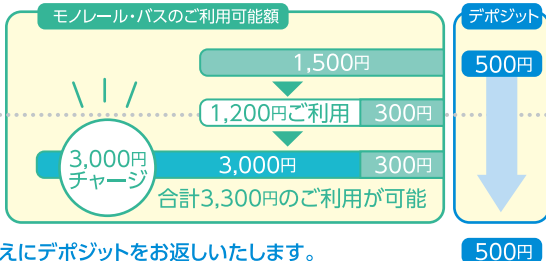 モノレール・バスのご利用可能額
デポジット
1,500円
500円
1,200円ご利用
300円
3,000円
チャージ
3,000円
300円
合計3,300円のご利用が可能
えにデポジットをお返しいたします。
500円